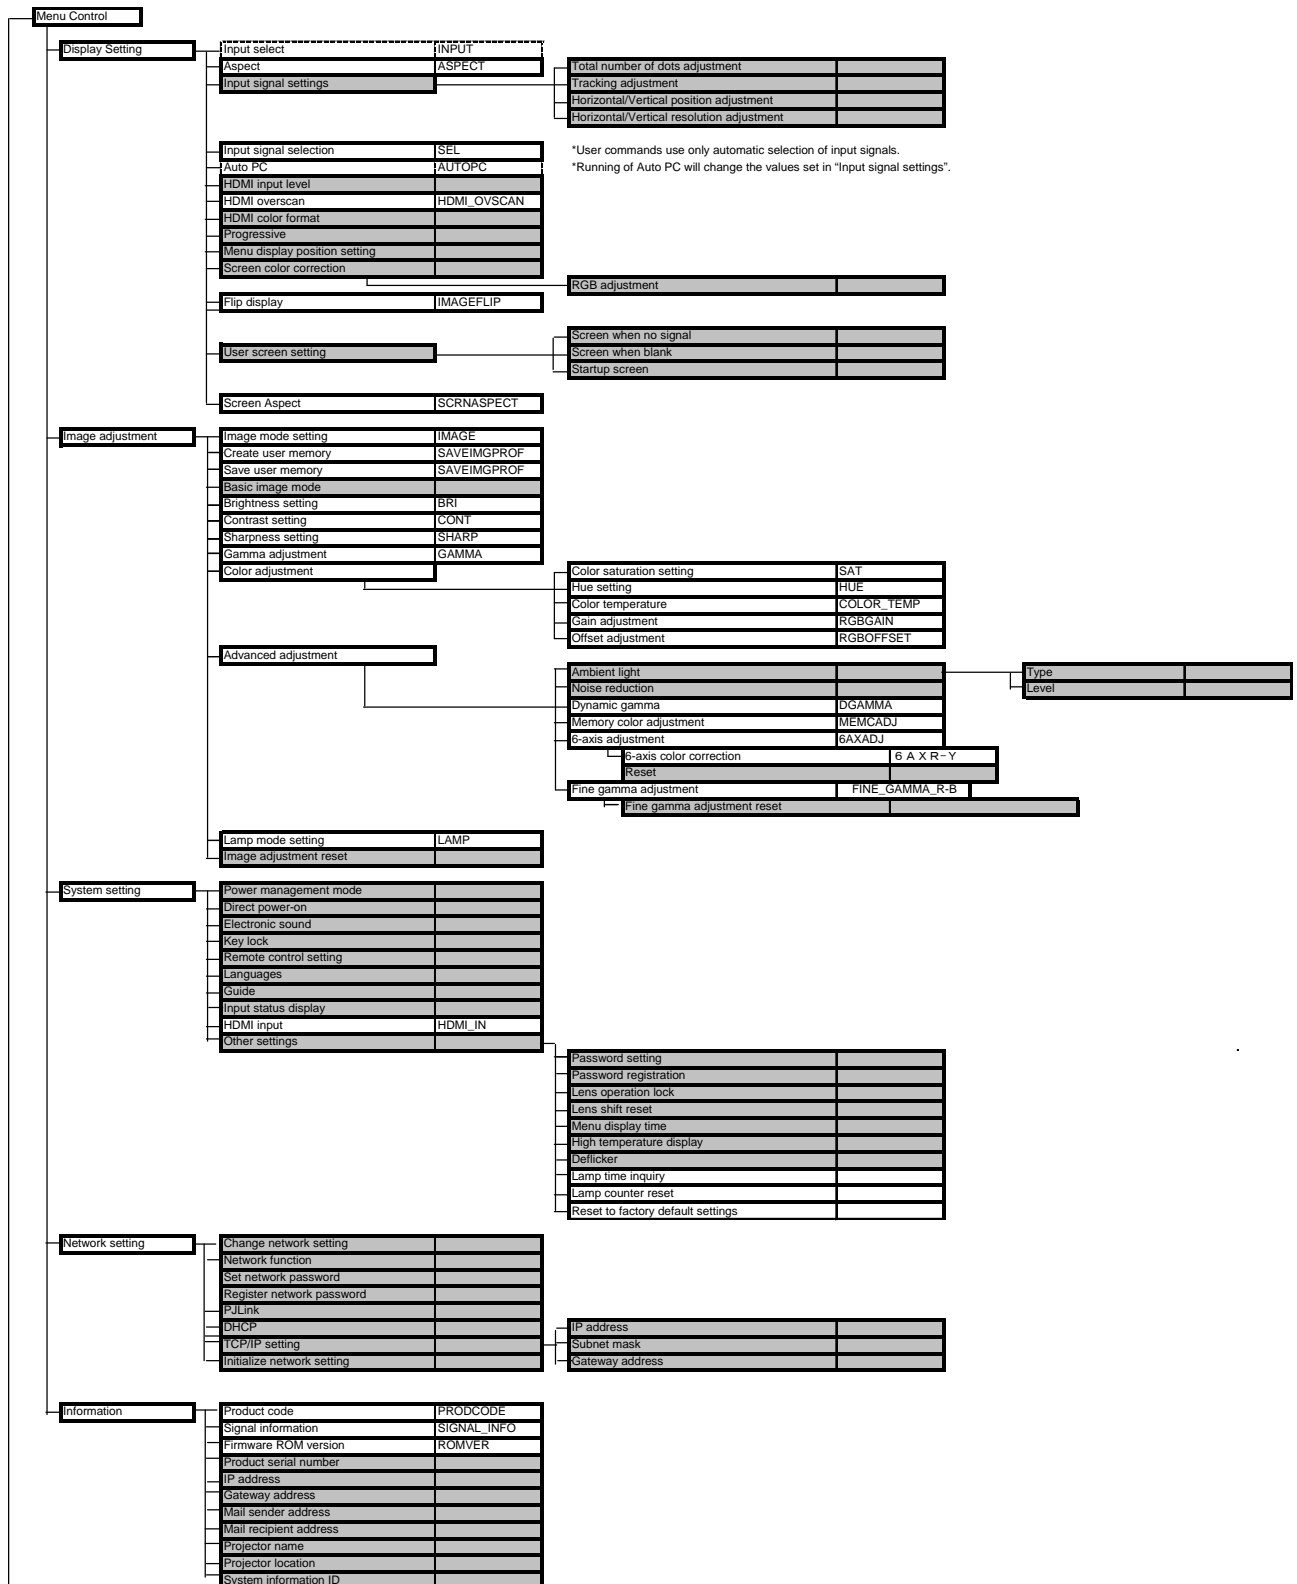 Menu Control
Display Setting
Input select INPUT
Aspect ASPECT
Input signal settings
Total number of dots adjustment
Tracking adjustment
Horizontal/Vertical position adjustment
Horizontal/Vertical resolution adjustment
Input signal selection SEL
*User commands use only automatic selection of input signals.
Auto PC AUTOPC
*Running of Auto PC will change the values set in “Input signal settings”.
HDMI input level
HDMI overscan HDMI_OVSCAN
HDMI color format
Progressive
Menu display position setting
Screen color correction
RGB adjustment
Flip display IMAGEFLIP
User screen setting
Screen when no signal
Screen when blank
Startup screen
Screen Aspect SCRNASPECT
Image adjustment
Image mode setting IMAGE
Create user memory SAVEIMGPROF
Save user memory SAVEIMGPROF
Basic image mode
Brightness setting BRI
Contrast setting CONT
Sharpness setting SHARP
Gamma adjustment GAMMA
Color adjustment
Color saturation setting SAT
Hue setting HUE
Color temperature COLOR_TEMP
Gain adjustment RGBGAIN
Offset adjustment RGBOFFSET
Advanced adjustment
Ambient light
Type
Level
Noise reduction
Dynamic gamma DGAMMA
Memory color adjustment MEMCADJ
6-axis adjustment 6AXADJ
6-axis color correction 6AXR-Y
Reset
Fine gamma adjustment FINE_GAMMA_R-B
Fine gamma adjustment reset
Lamp mode setting LAMP
Image adjustment reset
System setting
Power management mode
Direct power-on
Electronic sound
Key lock
Remote control setting
Languages
Guide
Input status display
HDMI input HDMI_IN
Other settings
Password setting
Password registration
Lens operation lock
Lens shift reset
Menu display time
High temperature display
Deflicker
Lamp time inquiry
Lamp counter reset
Reset to factory default settings
Network setting
Change network setting
Network function
Set network password
Register network password
PJLink
DHCP
TCP/IP setting
IP address
Subnet mask
Gateway address
Initialize network setting
Information
Product code PRODCODE
Signal information SIGNAL_INFO
Firmware ROM version ROMVER
Product serial number
IP address
Gateway address
Mail sender address
Mail recipient address
Projector name
Projector location
System information ID